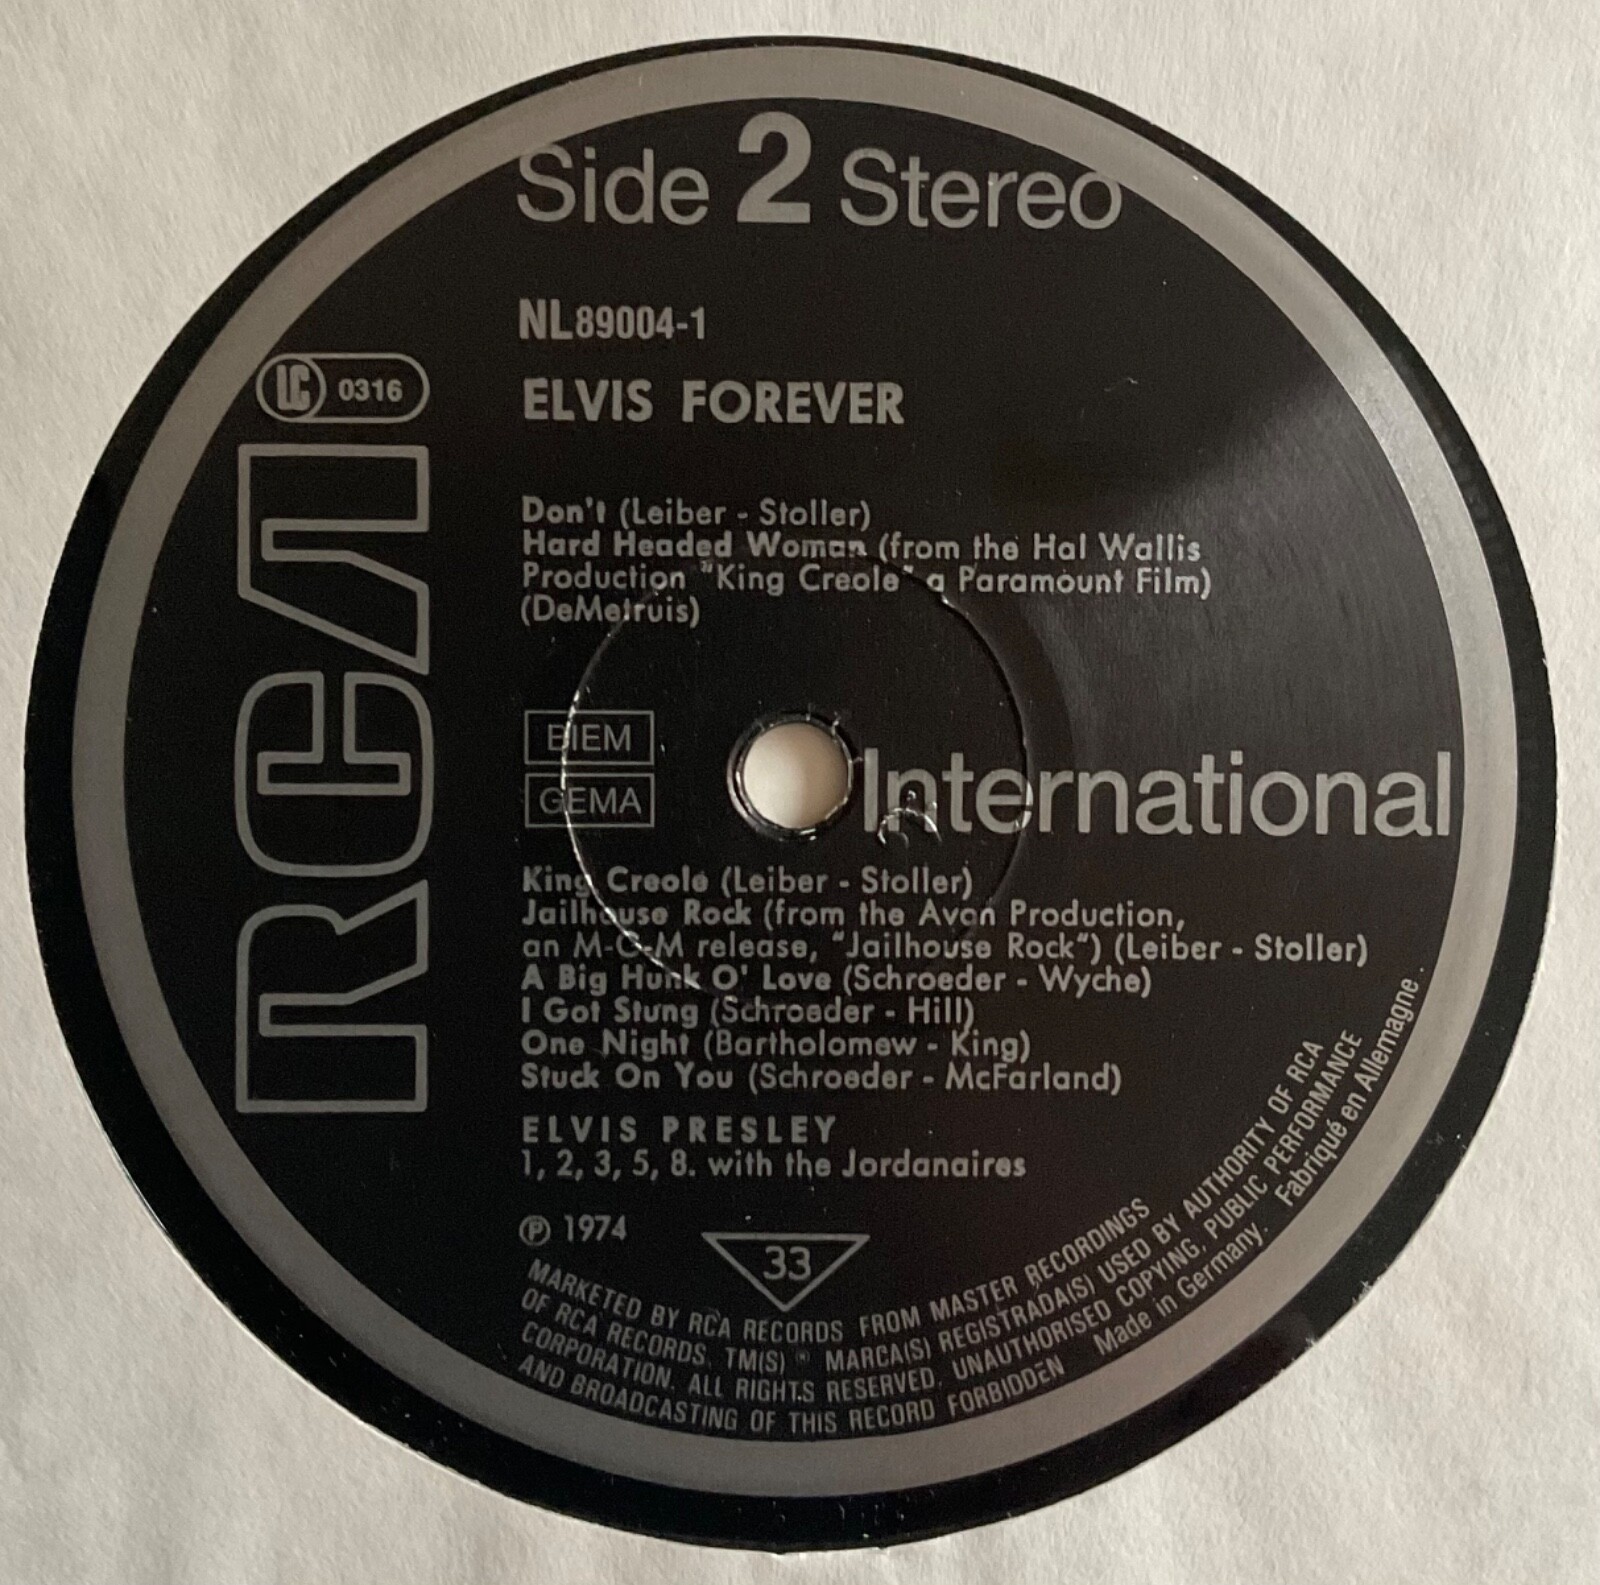 Side 2 Stereo
NL89004-1
LC 0316
ELVIS FOREVER
RCA
Don't (Leiber - Stoller)
Hard Headed Woman (from the Hal Wallis
Production "King Creole" a Paramount Film)
(DeMetruis)
BIEM
GEMA
International
King Creole (Leiber - Stoller)
Jailhouse Rock (from the Avon Production,
an M-G-M release, "Jailhouse Rock") (Leiber - Stoller)
A Big Hunk O' Love (Schroeder - Wyche)
I Got Stung (Schroeder - Hill)
One Night (Bartholomew - King)
Stuck On You (Schroeder - McFarland)
ELVIS PRESLEY
1, 2, 3, 5, 8. with the Jordanaires
℗ 1974
33
MARKETED BY RCA RECORDS FROM MASTER RECORDINGS
OF RCA RECORDS. TM(S) ® MARCA(S) REGISTRADA(S) USED BY AUTHORITY OF RCA
CORPORATION. ALL RIGHTS RESERVED. UNAUTHORISED COPYING, PUBLIC PERFORMANCE
AND BROADCASTING OF THIS RECORD FORBIDDEN Made in Germany. Fabriqué en Allemagne.